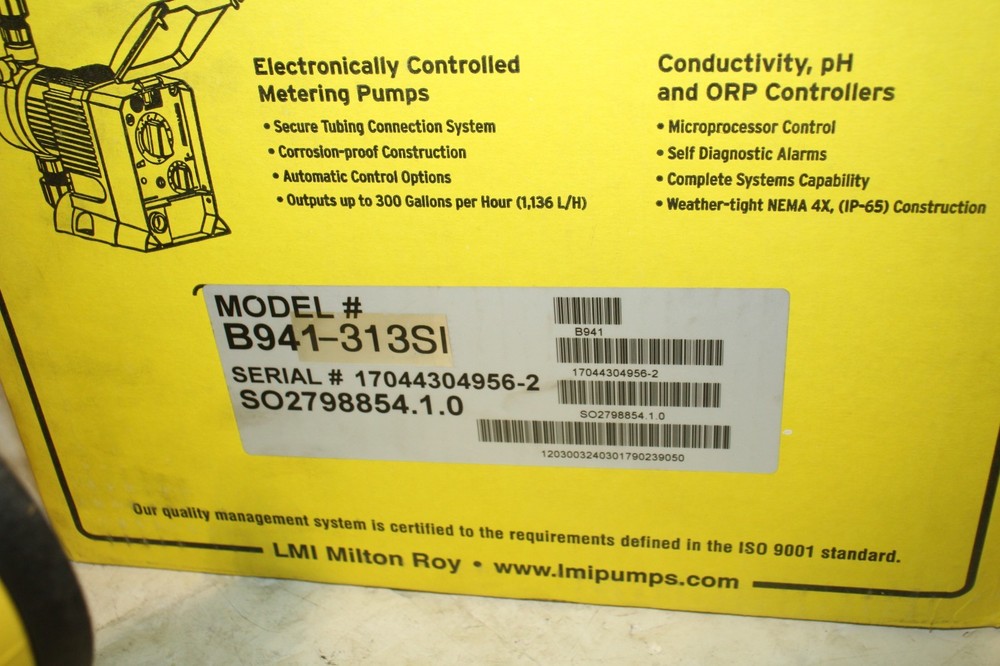 Electronically Controlled
Metering Pumps
• Secure Tubing Connection System
• Corrosion-proof Construction
• Automatic Control Options
• Outputs up to 300 Gallons per Hour (1,136 L/H)
Conductivity, pH
and ORP Controllers
• Microprocessor Control
• Self Diagnostic Alarms
• Complete Systems Capability
• Weather-tight NEMA 4X, (IP-65) Construction
MODEL #
B941-313SI
SERIAL # 17044304956-2
SO2798854.1.0
B941
17044304956-2
SO2798854.1.0
1203003240301790239050
Our quality management system is certified to the requirements defined in the ISO 9001 standard.
LMI Milton Roy • www.lmipumps.com